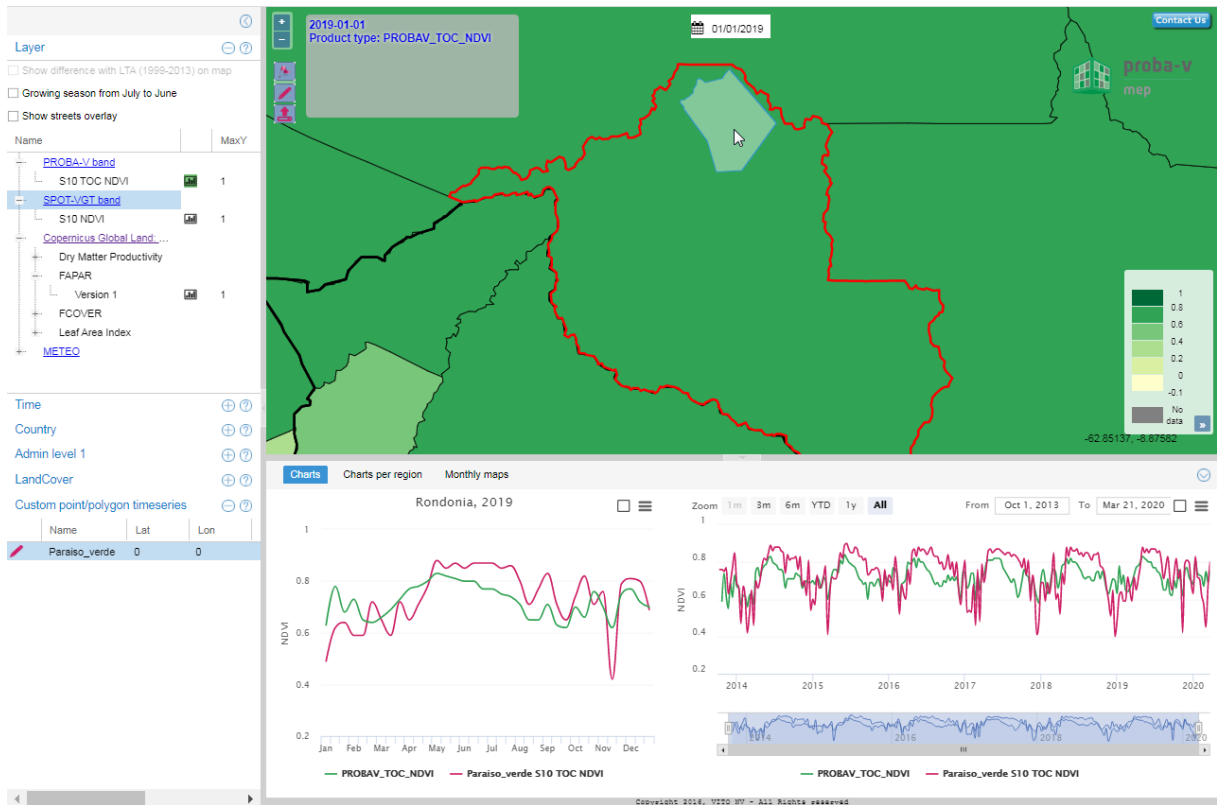 Layer
Show difference with LTA (1999-2013) on map
Growing season from July to June
Show streets overlay
Name MaxY
PROBA-V band
S10 TOC NDVI 1
SPOT-VGT band
S10 NDVI 1
Copernicus Global Land: ...
Dry Matter Productivity
FAPAR
Version 1 1
FCOVER
Leaf Area Index
METEO
Time
Country
Admin level 1
LandCover
Custom point/polygon timeseries
Name Lat Lon
Paraiso_verde 0 0
+
−
2019-01-01
Product type: PROBAV_TOC_NDVI
01/01/2019
Contact Us
proba-v
mep
1
0.8
0.6
0.4
0.2
0
-0.1
No
data
»
-62.85137, -8.87582
Charts Charts per region Monthly maps
Rondonia, 2019
1
0.8
0.6
0.4
0.2
NDVI
Jan Feb Mar Apr May Jun Jul Aug Sep Oct Nov Dec
PROBAV_TOC_NDVI Paraiso_verde S10 TOC NDVI
Zoom 1m 3m 6m YTD 1y All From Oct 1, 2013 To Mar 21, 2020
1
0.8
0.6
0.4
0.2
NDVI
2014 2015 2016 2017 2018 2019 2020
2014 2016 2018 2020
PROBAV_TOC_NDVI Paraiso_verde S10 TOC NDVI
Copyright 2016, VITO NV - All Rights reserved